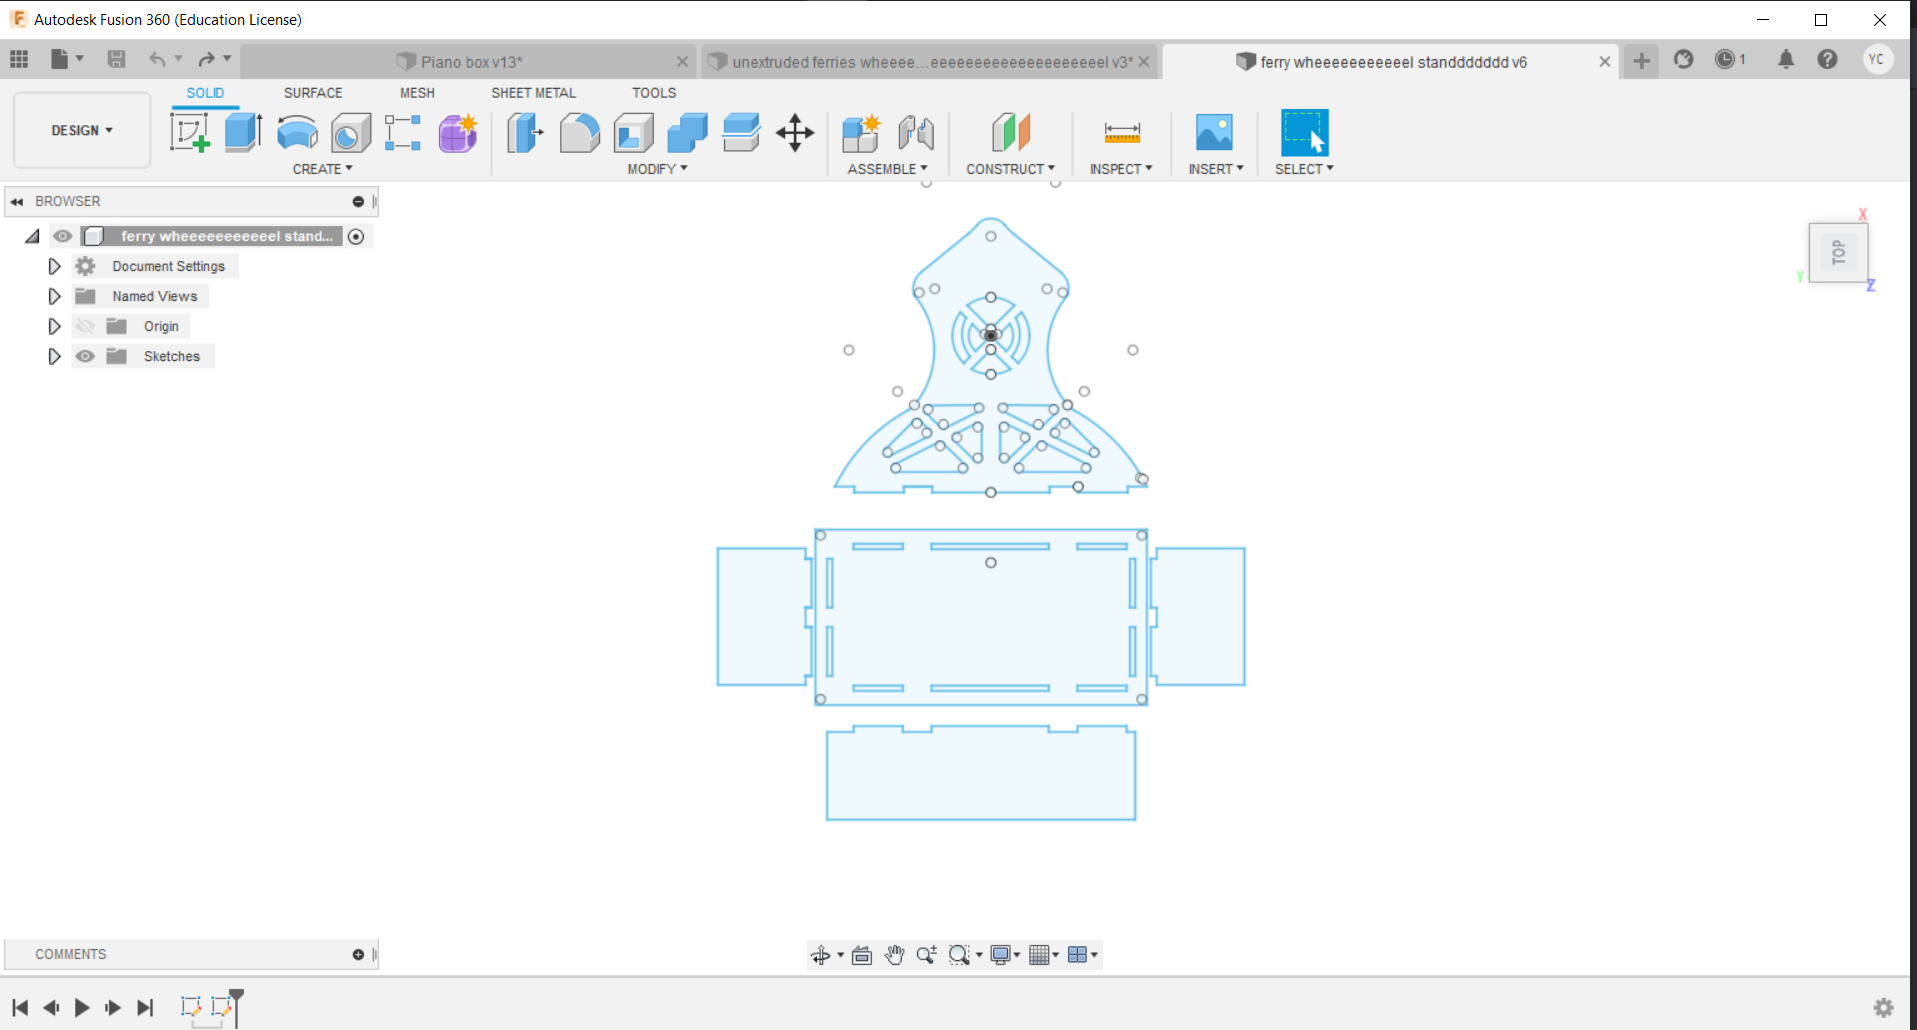 Autodesk Fusion 360 (Education License)
Piano box v13*
unextruded ferries wheeee...eeeeeeeeeeeeeeeeeeeel v3*
ferry wheeeeeeeeeeel standdddddd v6
1
YC
SOLID
SURFACE
MESH
SHEET METAL
TOOLS
DESIGN
CREATE
MODIFY
ASSEMBLE
CONSTRUCT
INSPECT
INSERT
SELECT
BROWSER
ferry wheeeeeeeeeeel stand...
Document Settings
Named Views
Origin
Sketches
X
TOP
Y
Z
COMMENTS